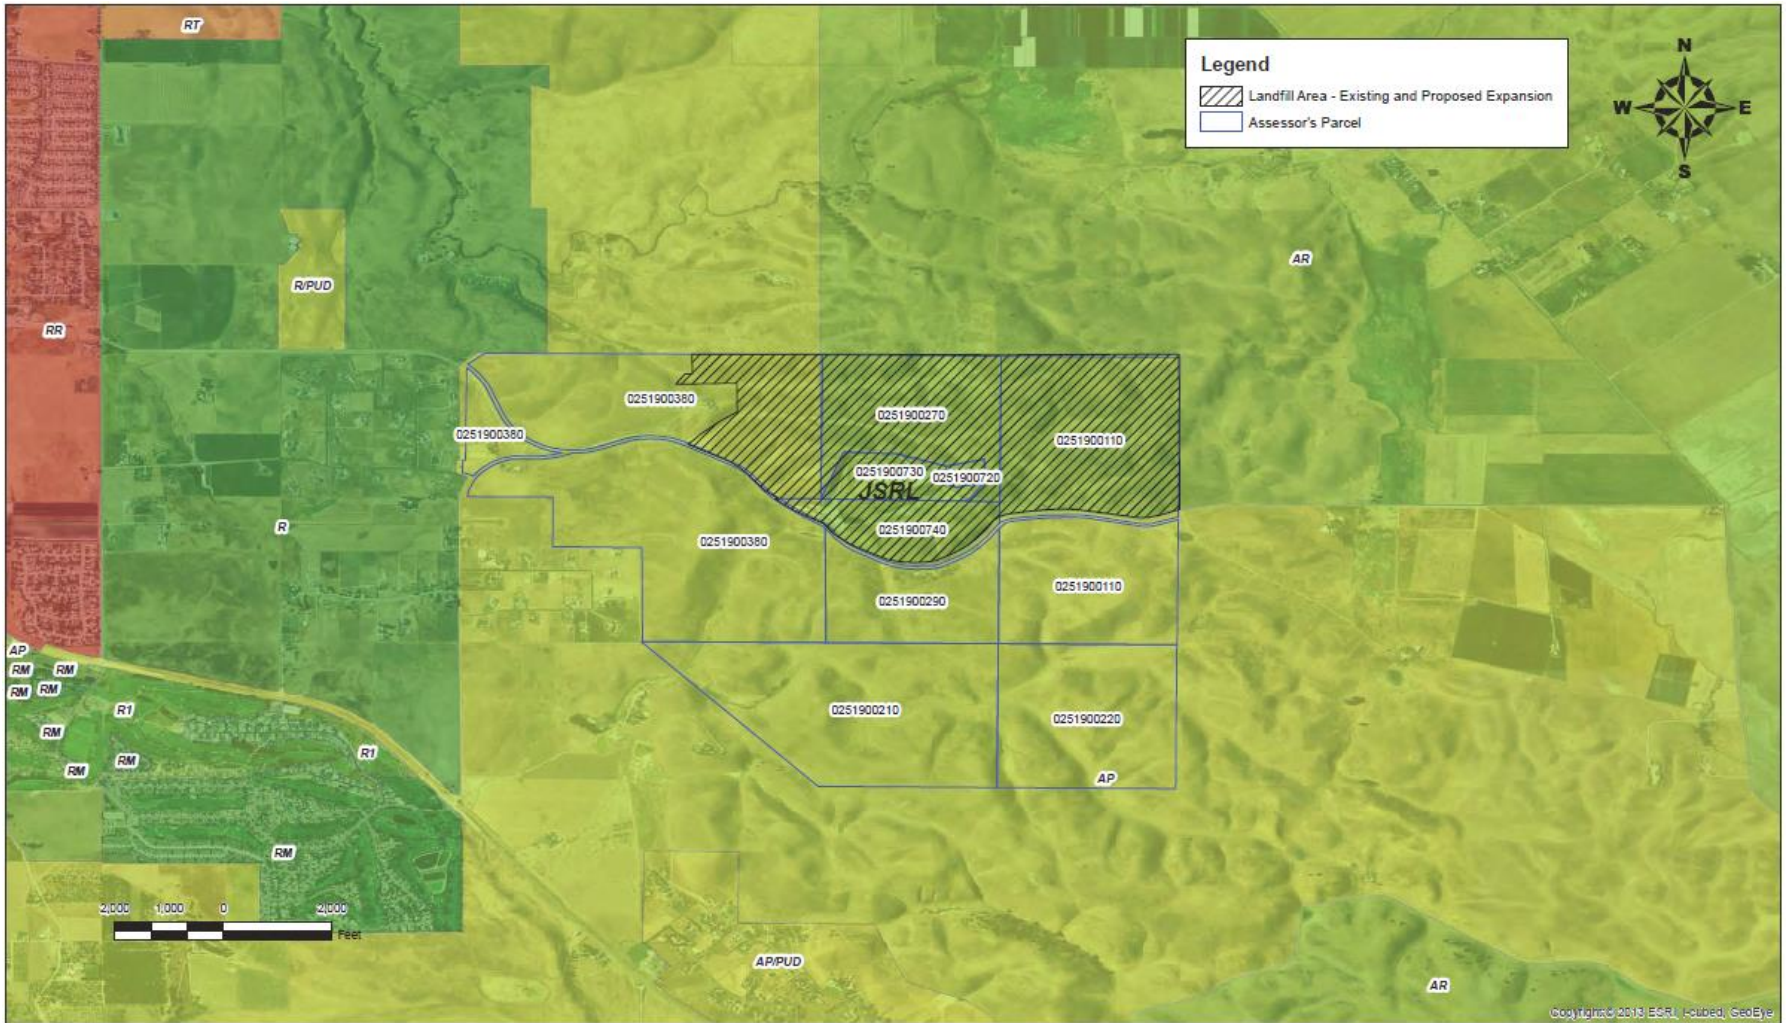 RT
Legend
Landfill Area - Existing and Proposed Expansion
Assessor's Parcel
N
W E
S
AR
R/PUD
RR
0251900380
0251900270
0251900380
0251900110
0251900730
0251900720
JSRL
R
0251900740
0251900380
0251900110
0251900290
AP
RM RM
RM RM
R1
0251900210
0251900220
RM
R1
RM
RM
AP
RM
2,000 1,000 0 2,000
Feet
AP/PUD
AR
Copyright:© 2013 ESRI, i-cubed, GeoEye